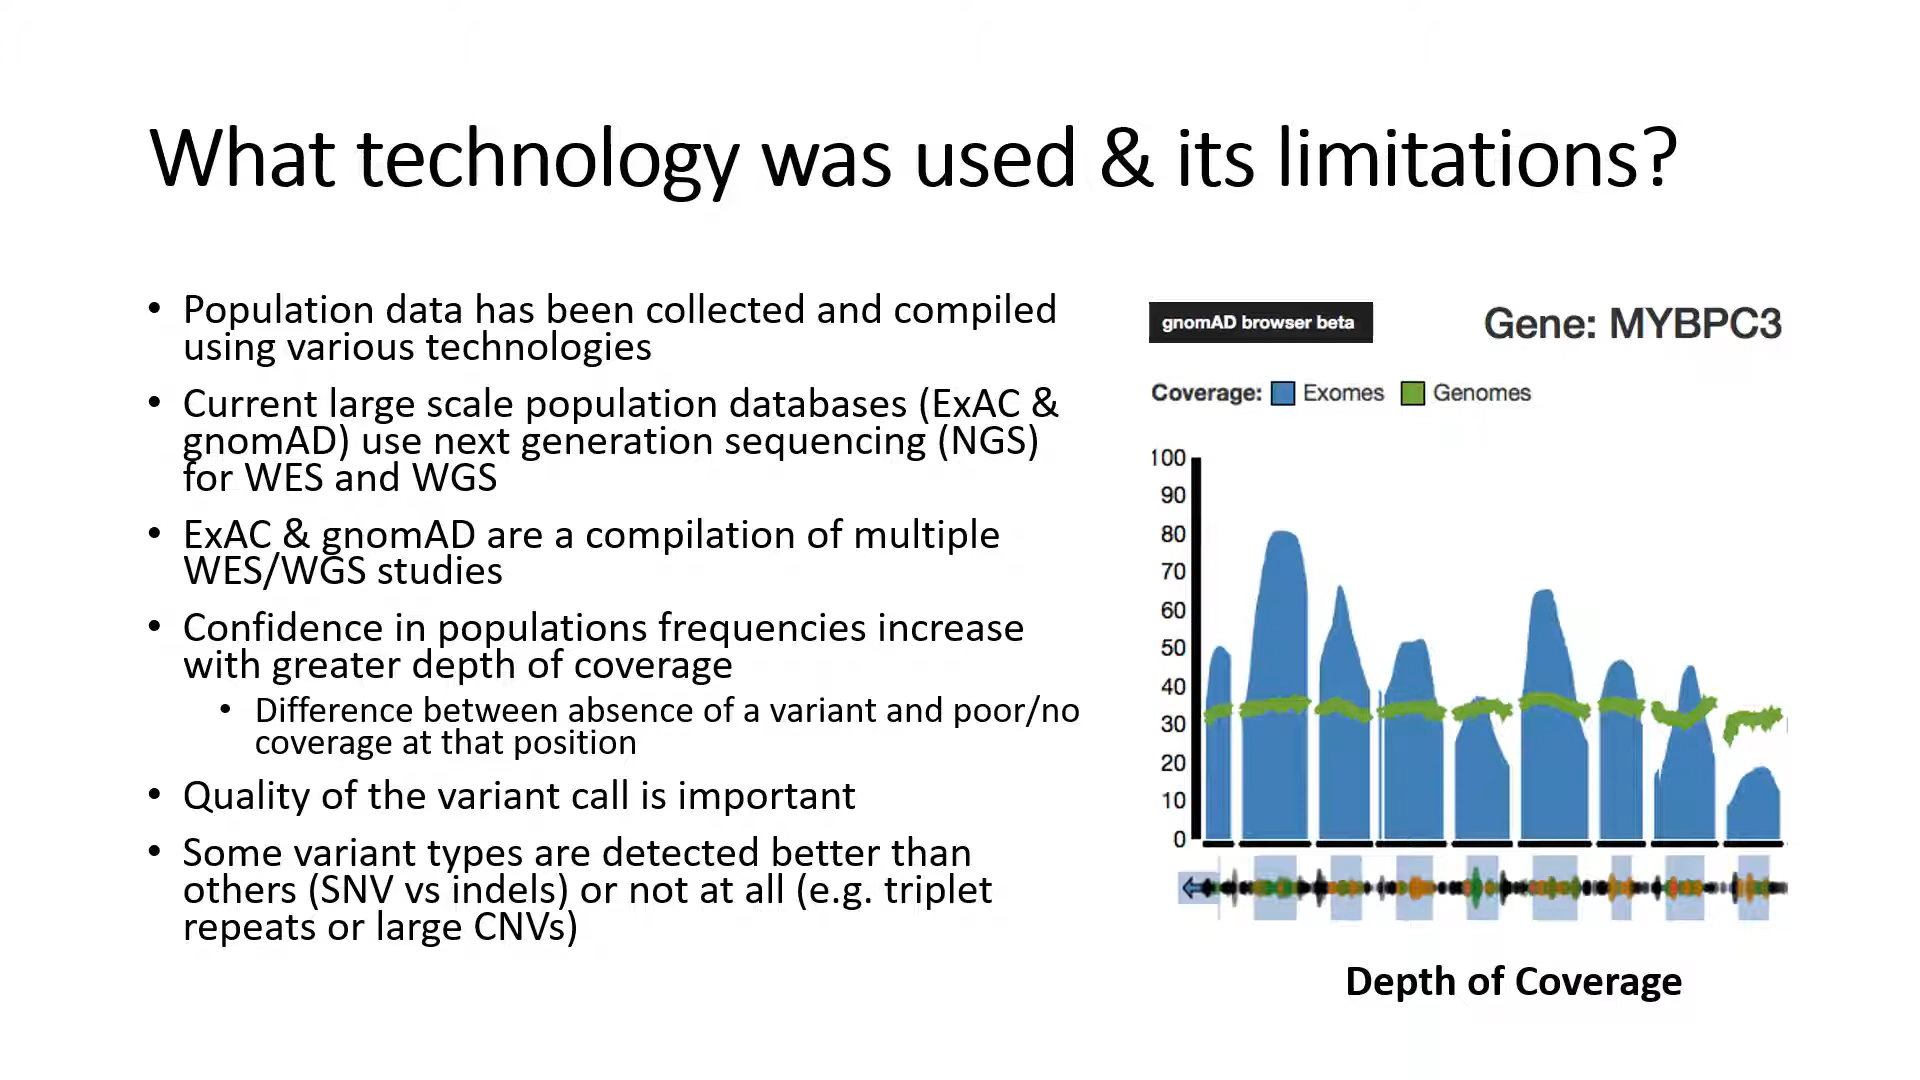 What technology was used & its limitations?
• Population data has been collected and compiled
using various technologies
• Current large scale population databases (ExAC &
gnomAD) use next generation sequencing (NGS)
for WES and WGS
• ExAC & gnomAD are a compilation of multiple
WES/WGS studies
• Confidence in populations frequencies increase
with greater depth of coverage
• Difference between absence of a variant and poor/no
coverage at that position
• Quality of the variant call is important
• Some variant types are detected better than
others (SNV vs indels) or not at all (e.g. triplet
repeats or large CNVs)
gnomAD browser beta
Gene: MYBPC3
Coverage: Exomes Genomes
100
90
80
70
60
50
40
30
20
10
0
Depth of Coverage